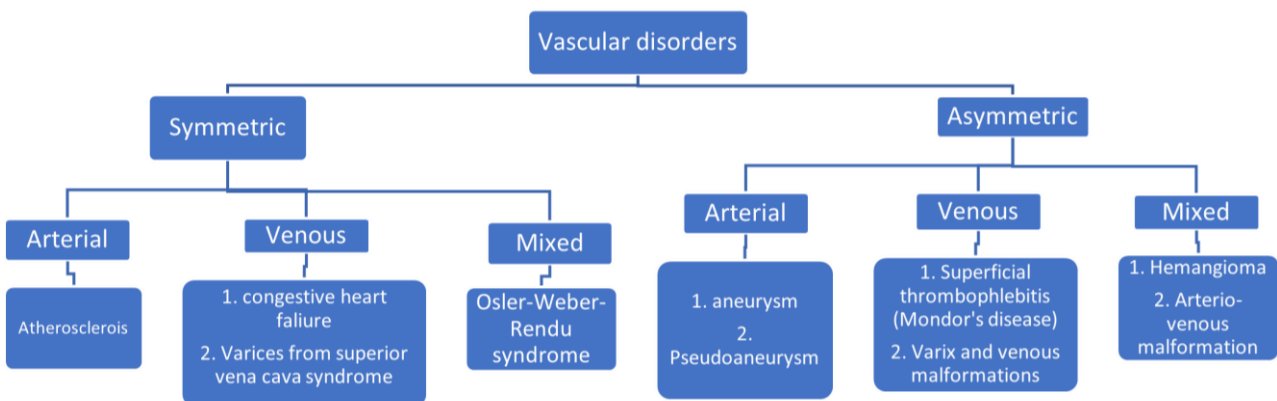 Vascular disorders
Symmetric
Asymmetric
Arterial
Venous
Mixed
Arterial
Venous
Mixed
Atherosclerois
1. congestive heart
faliure
2. Varices from superior
vena cava syndrome
Osler-Weber-
Rendu
syndrome
1. aneurysm
2.
Pseudoaneurysm
1. Superficial
thrombophlebitis
(Mondor's disease)
2. Varix and venous
malformations
1. Hemangioma
2. Arterio-
venous
malformation